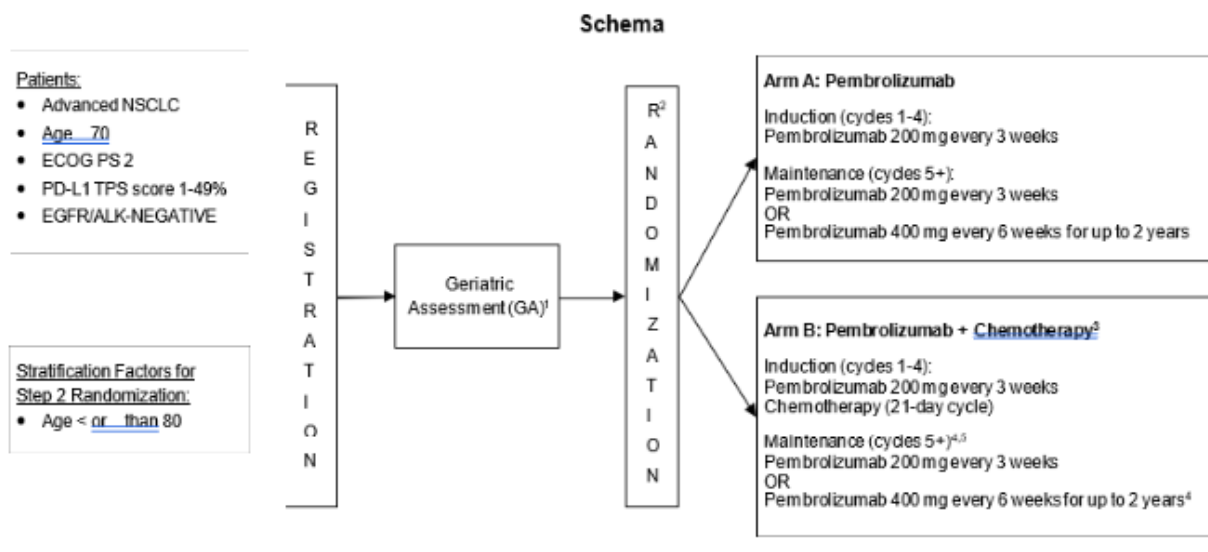 Schema
Patients:
• Advanced NSCLC
• Age 70
• ECOG PS 2
• PD-L1 TPS score 1-49%
• EGFR/ALK-NEGATIVE
Stratification Factors for
Step 2 Randomization:
• Age < or than 80
REGISTRATION
Geriatric
Assessment (GA)¹
R²ANDOMIZATION
Arm A: Pembrolizumab
Induction (cycles 1-4):
Pembrolizumab 200 mg every 3 weeks
Maintenance (cycles 5+):
Pembrolizumab 200 mg every 3 weeks
OR
Pembrolizumab 400 mg every 6 weeks for up to 2 years
Arm B: Pembrolizumab + Chemotherapy³
Induction (cycles 1-4):
Pembrolizumab 200 mg every 3 weeks
Chemotherapy (21-day cycle)
Maintenance (cycles 5+)⁴,⁵
Pembrolizumab 200 mg every 3 weeks
OR
Pembrolizumab 400 mg every 6 weeks for up to 2 years⁴